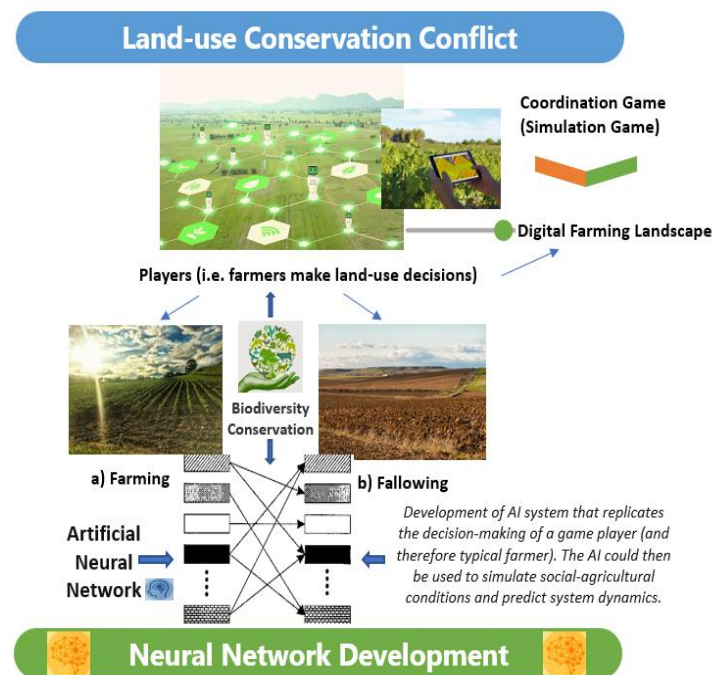 Land-use Conservation Conflict
Coordination Game
(Simulation Game)
Digital Farming Landscape
Players (i.e. farmers make land-use decisions)
Biodiversity
Conservation
a) Farming
b) Fallowing
Artificial
Neural
Network
Development of AI system that replicates
the decision-making of a game player (and
therefore typical farmer). The AI could then
be used to simulate social-agricultural
conditions and predict system dynamics.
Neural Network Development